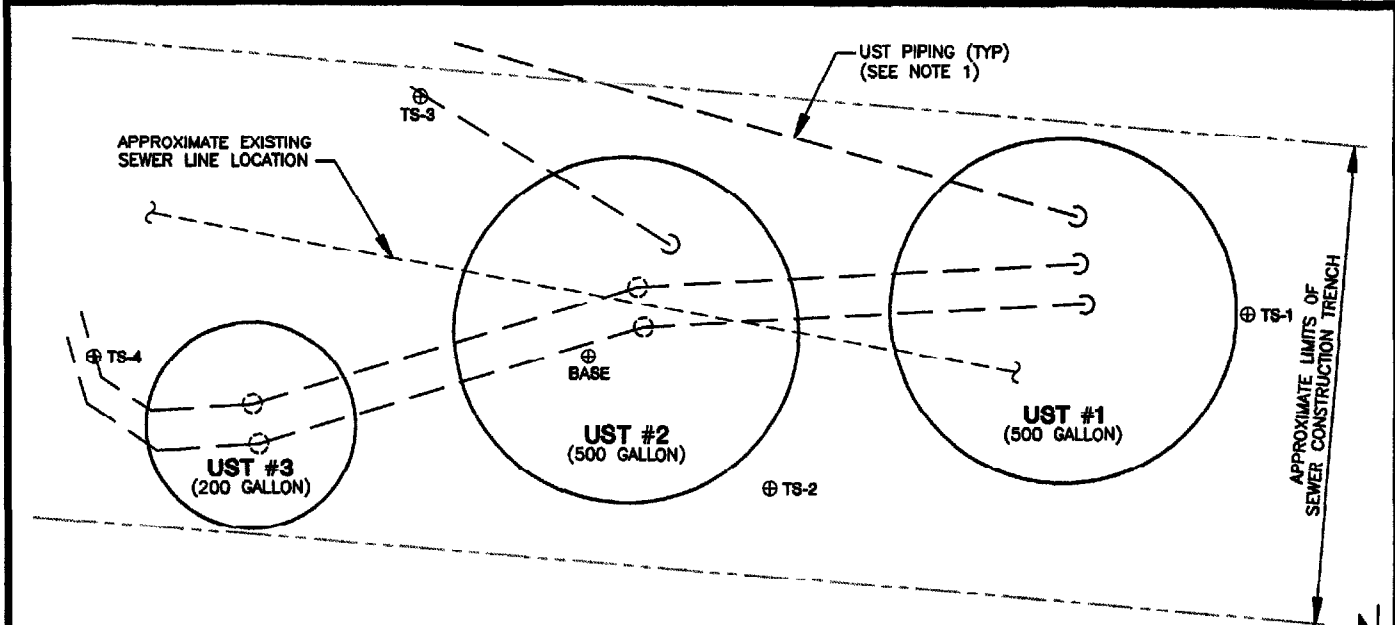 UST PIPING (TYP)
(SEE NOTE 1)
TS-3
APPROXIMATE EXISTING
SEWER LINE LOCATION
TS-1
TS-4
BASE
UST #1
(500 GALLON)
UST #2
(500 GALLON)
UST #3
(200 GALLON)
TS-2
APPROXIMATE LIMITS OF
SEWER CONSTRUCTION TRENCH